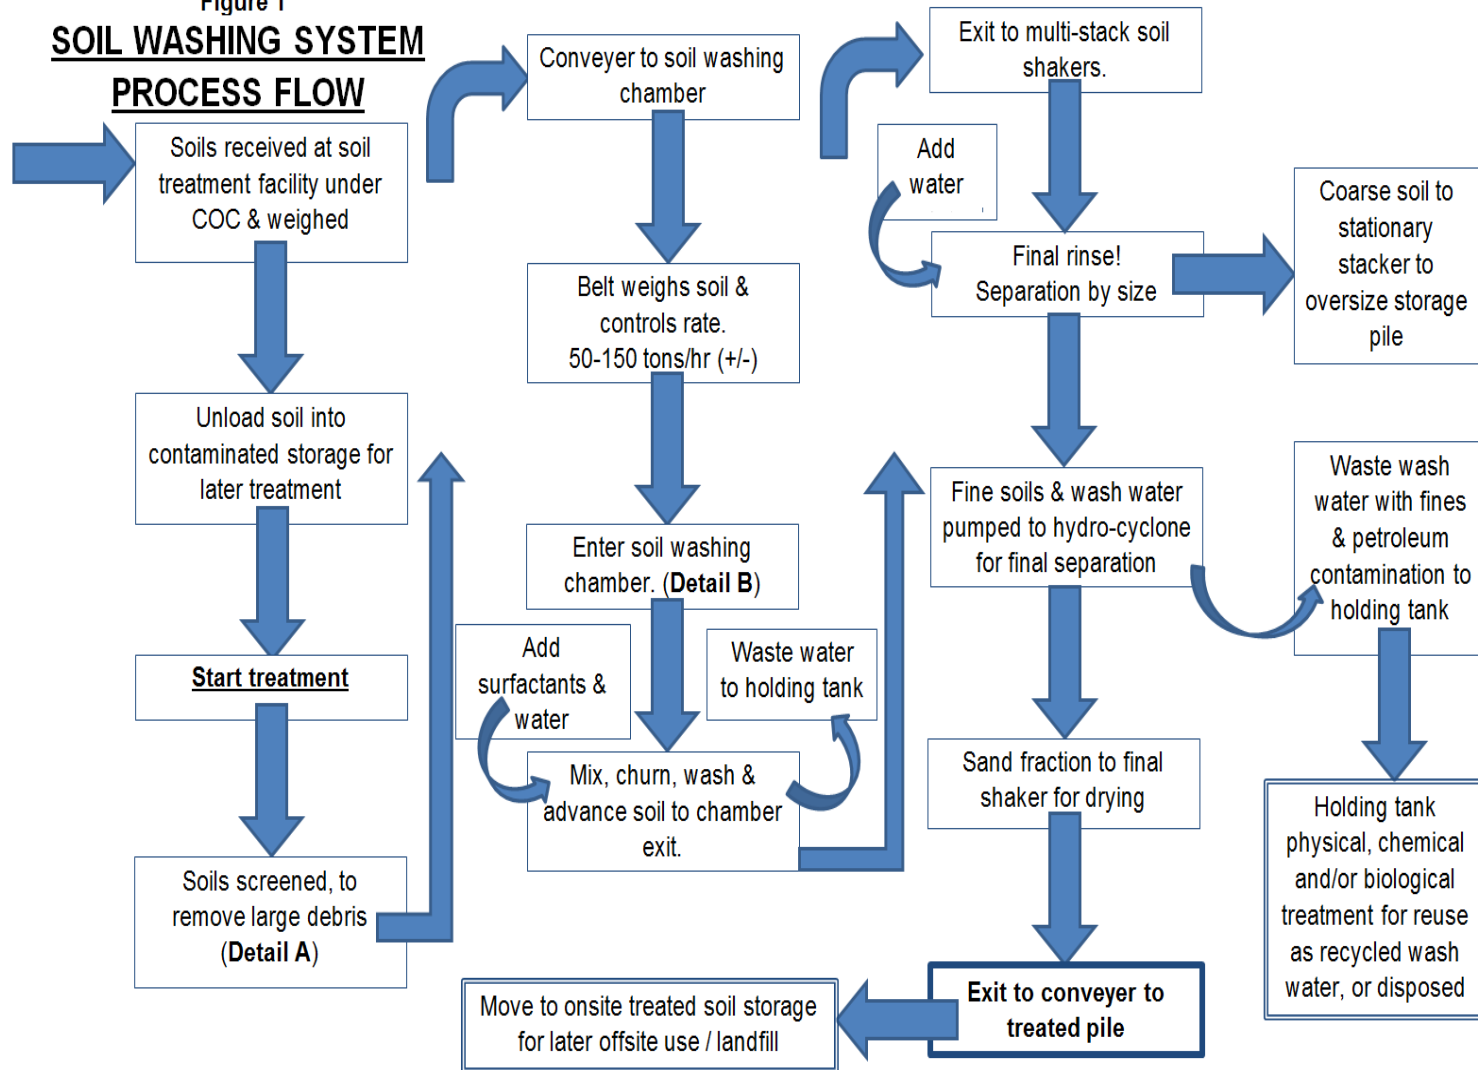 Figure 1
SOIL WASHING SYSTEM
PROCESS FLOW
Soils received at soil
treatment facility under
COC & weighed
Unload soil into
contaminated storage for
later treatment
Start treatment
Soils screened, to
remove large debris
(Detail A)
Conveyer to soil washing
chamber
Belt weighs soil &
controls rate.
50-150 tons/hr (+/-)
Enter soil washing
chamber. (Detail B)
Add
surfactants &
water
Waste water
to holding tank
Mix, churn, wash &
advance soil to chamber
exit.
Exit to multi-stack soil
shakers.
Add
water
Final rinse!
Separation by size
Coarse soil to
stationary
stacker to
oversize storage
pile
Fine soils & wash water
pumped to hydro-cyclone
for final separation
Waste wash
water with fines
& petroleum
contamination to
holding tank
Sand fraction to final
shaker for drying
Holding tank
physical, chemical
and/or biological
treatment for reuse
as recycled wash
water, or disposed
Exit to conveyer to
treated pile
Move to onsite treated soil storage
for later offsite use / landfill